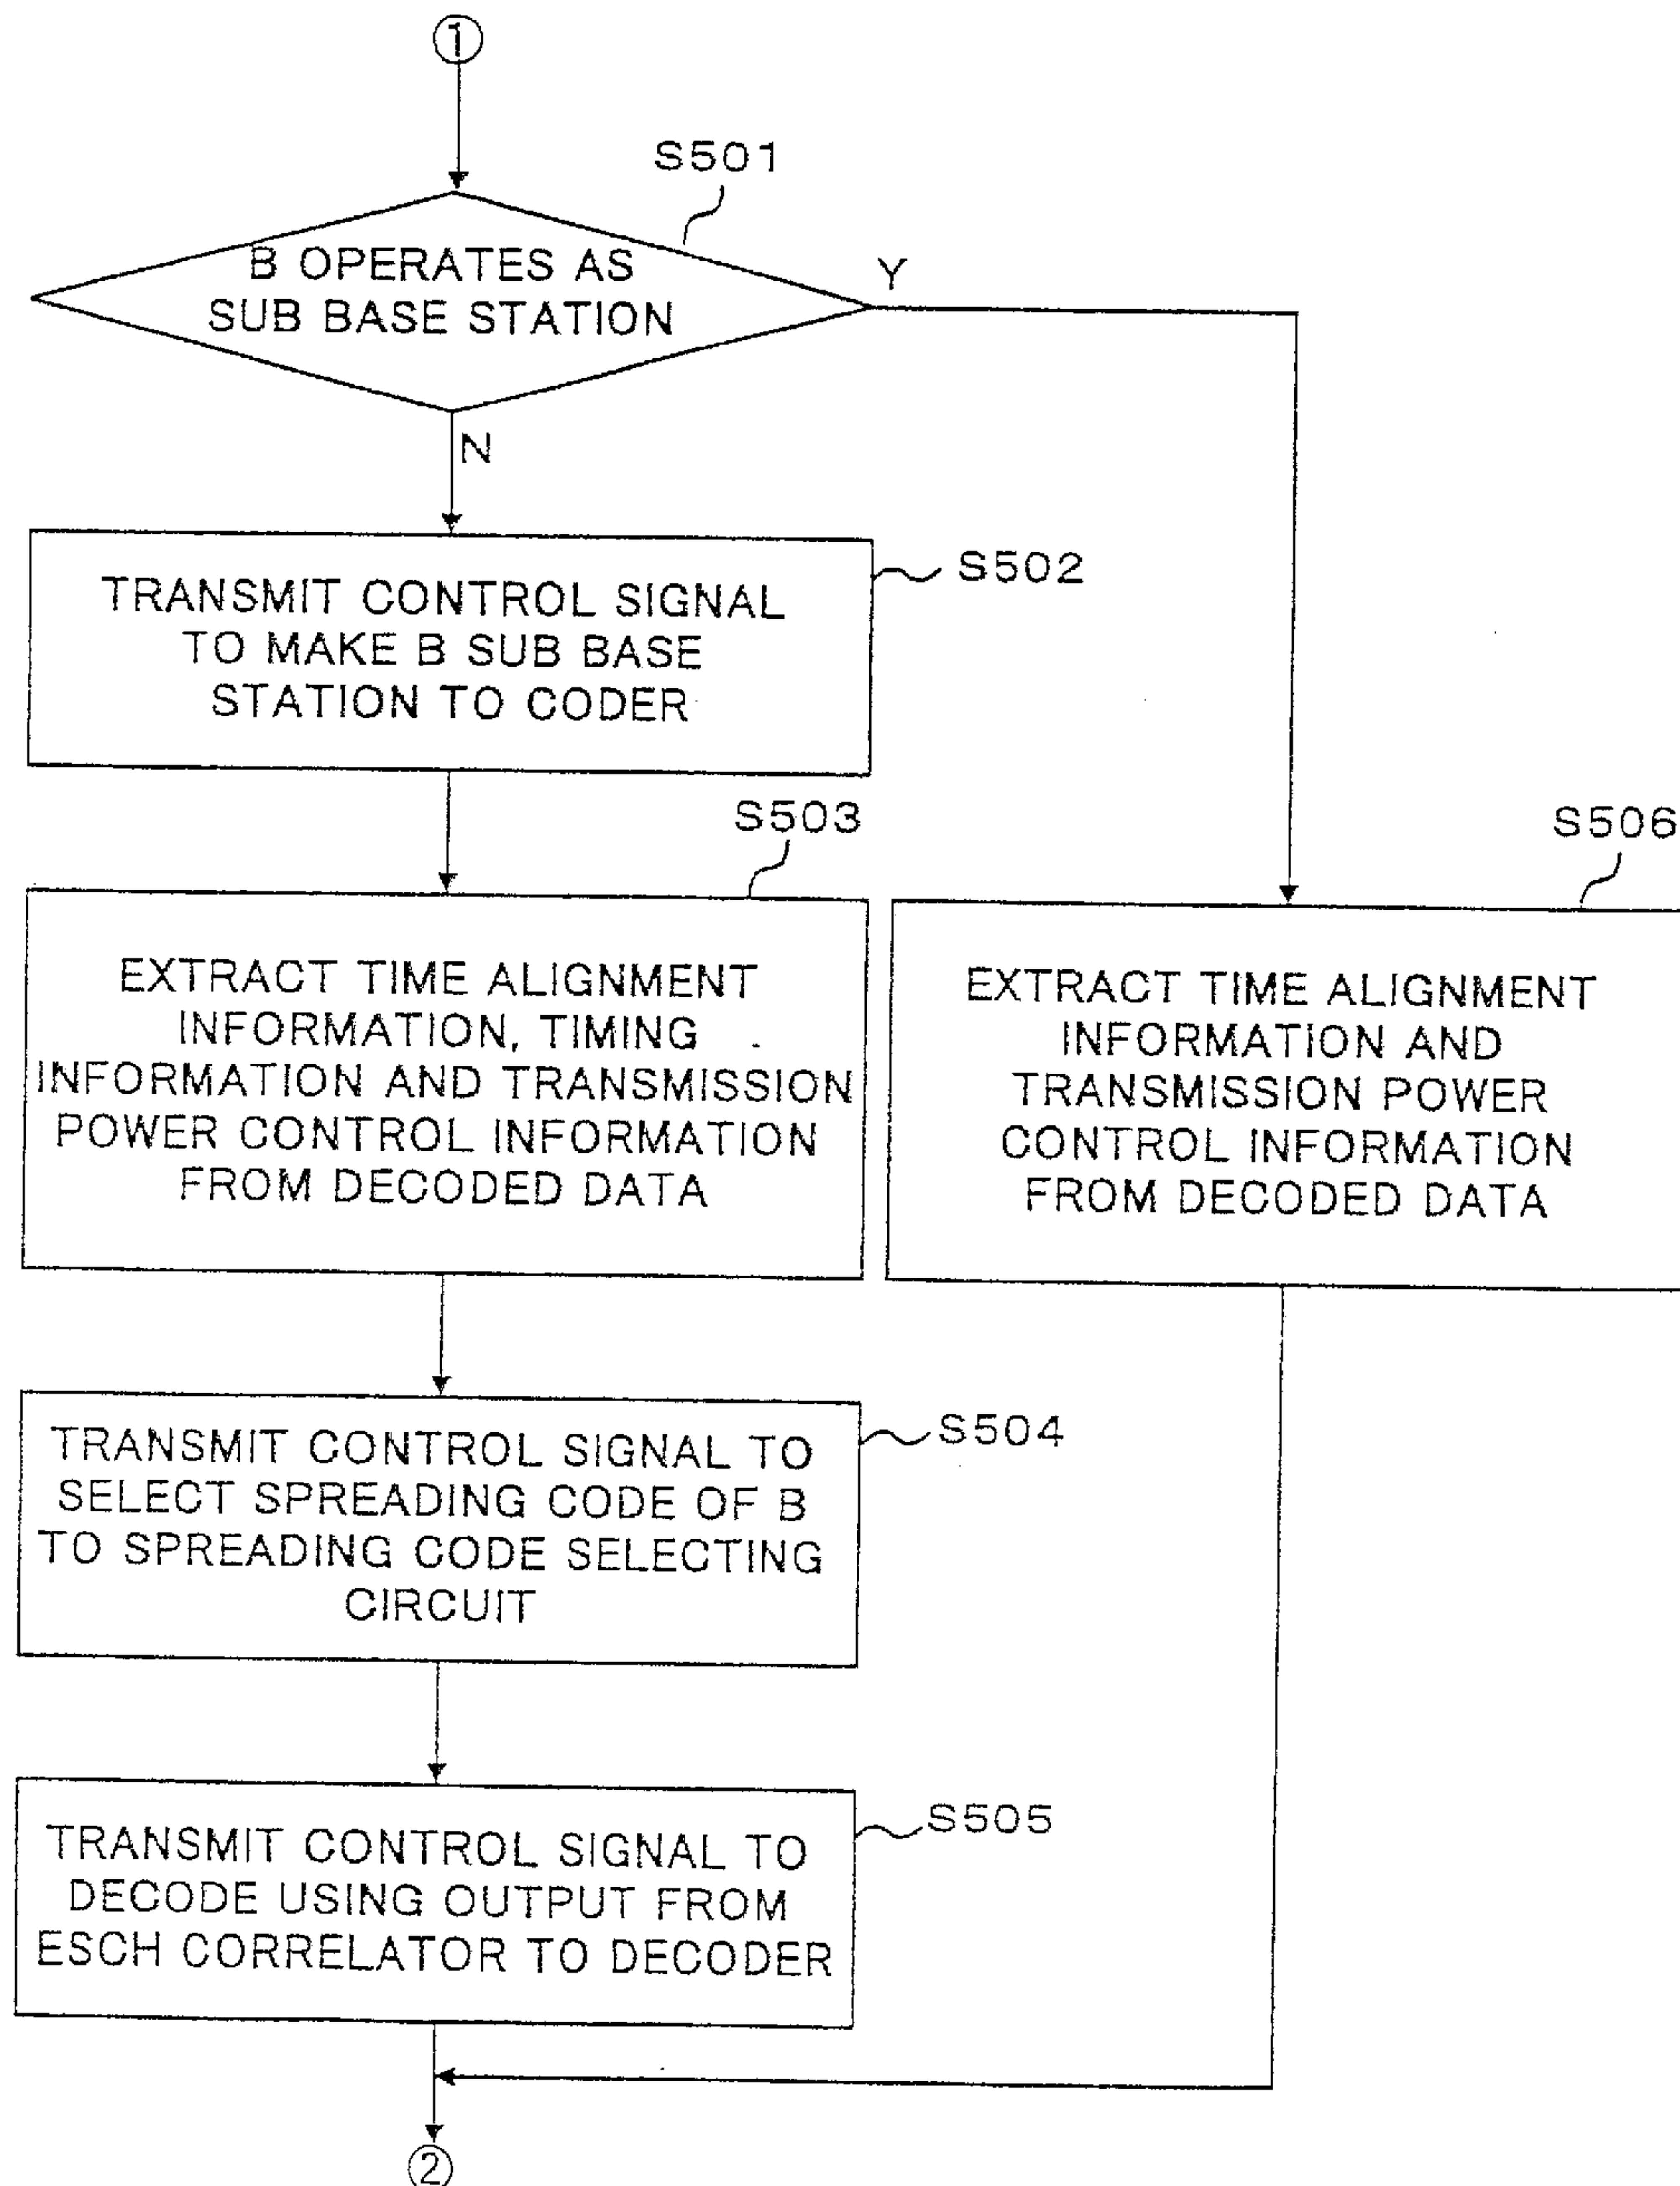 ①
S501
B OPERATES AS
SUB BASE STATION
Y
N
S502
TRANSMIT CONTROL SIGNAL
TO MAKE B SUB BASE
STATION TO CODER
S503
EXTRACT TIME ALIGNMENT
INFORMATION, TIMING
INFORMATION AND TRANSMISSION
POWER CONTROL INFORMATION
FROM DECODED DATA
S506
EXTRACT TIME ALIGNMENT
INFORMATION AND
TRANSMISSION POWER
CONTROL INFORMATION
FROM DECODED DATA
S504
TRANSMIT CONTROL SIGNAL TO
SELECT SPREADING CODE OF B
TO SPREADING CODE SELECTING
CIRCUIT
S505
TRANSMIT CONTROL SIGNAL TO
DECODE USING OUTPUT FROM
ESCH CORRELATOR TO DECODER
②